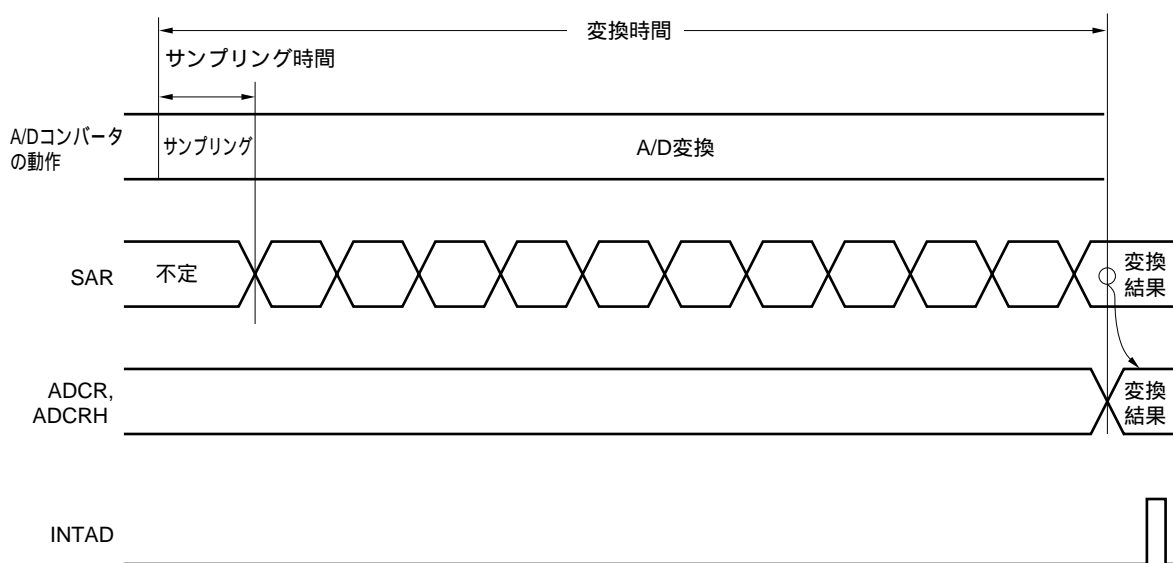 変換時間
サンプリング時間
A/Dコンバータ
の動作
サンプリング
A/D変換
SAR
不定
変換
結果
ADCR,
ADCRH
変換
結果
INTAD